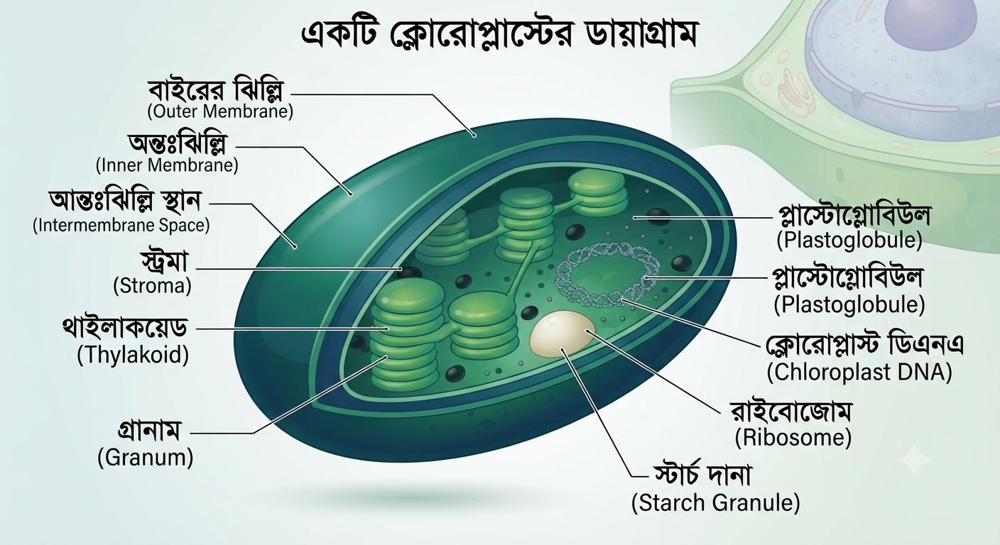 একটি ক্লোরোপ্লাস্টের ডায়াগ্রাম
বাইরের ঝিল্লি
(Outer Membrane)
অন্তঃঝিল্লি
(Inner Membrane)
আন্তঃঝিল্লি স্থান
(Intermembrane Space)
স্ট্রমা
(Stroma)
থাইলাকয়েড
(Thylakoid)
গ্রানাম
(Granum)
প্লাস্টোগ্লোবিউল
(Plastoglobule)
প্লাস্টোগ্লোবিউল
(Plastoglobule)
ক্লোরোপ্লাস্ট ডিএনএ
(Chloroplast DNA)
রাইবোজোম
(Ribosome)
স্টার্চ দানা
(Starch Granule)